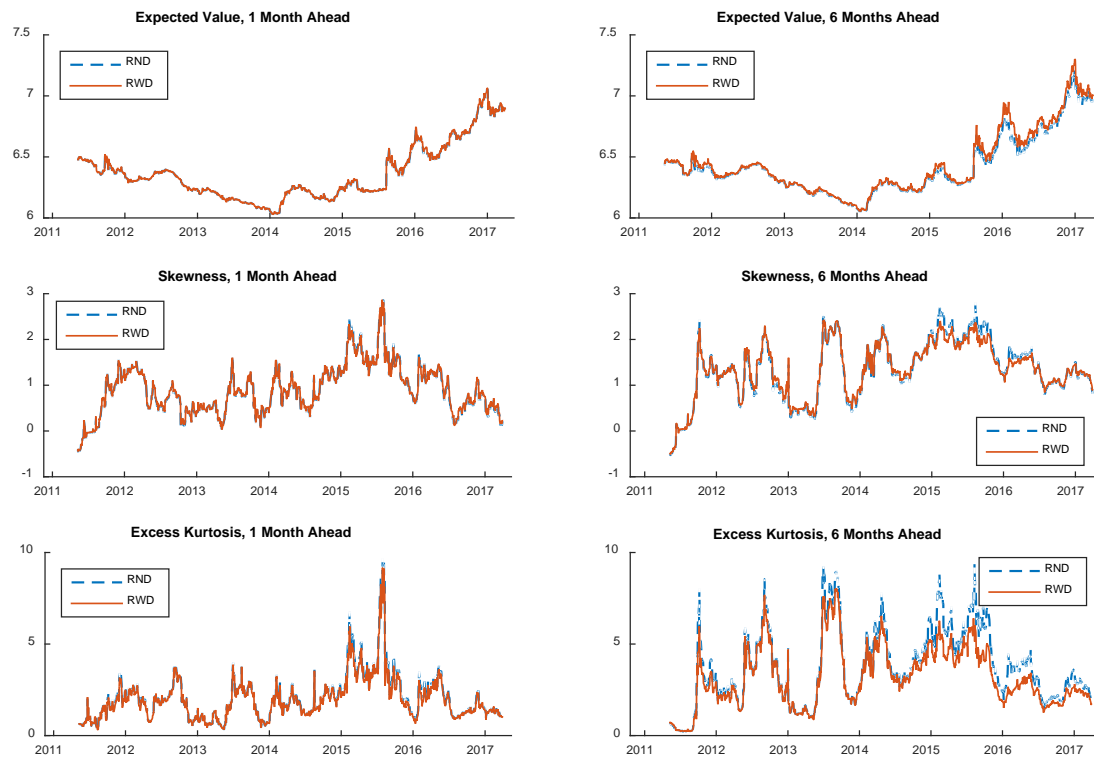 Expected Value, 1 Month Ahead
7.5
7
6.5
6
RND
RWD
2011 2012 2013 2014 2015 2016 2017
Expected Value, 6 Months Ahead
7.5
7
6.5
6
RND
RWD
2011 2012 2013 2014 2015 2016 2017
Skewness, 1 Month Ahead
3
2
1
0
-1
RND
RWD
2011 2012 2013 2014 2015 2016 2017
Skewness, 6 Months Ahead
3
2
1
0
-1
RND
RWD
2011 2012 2013 2014 2015 2016 2017
Excess Kurtosis, 1 Month Ahead
10
5
0
RND
RWD
2011 2012 2013 2014 2015 2016 2017
Excess Kurtosis, 6 Months Ahead
10
5
0
RND
RWD
2011 2012 2013 2014 2015 2016 2017